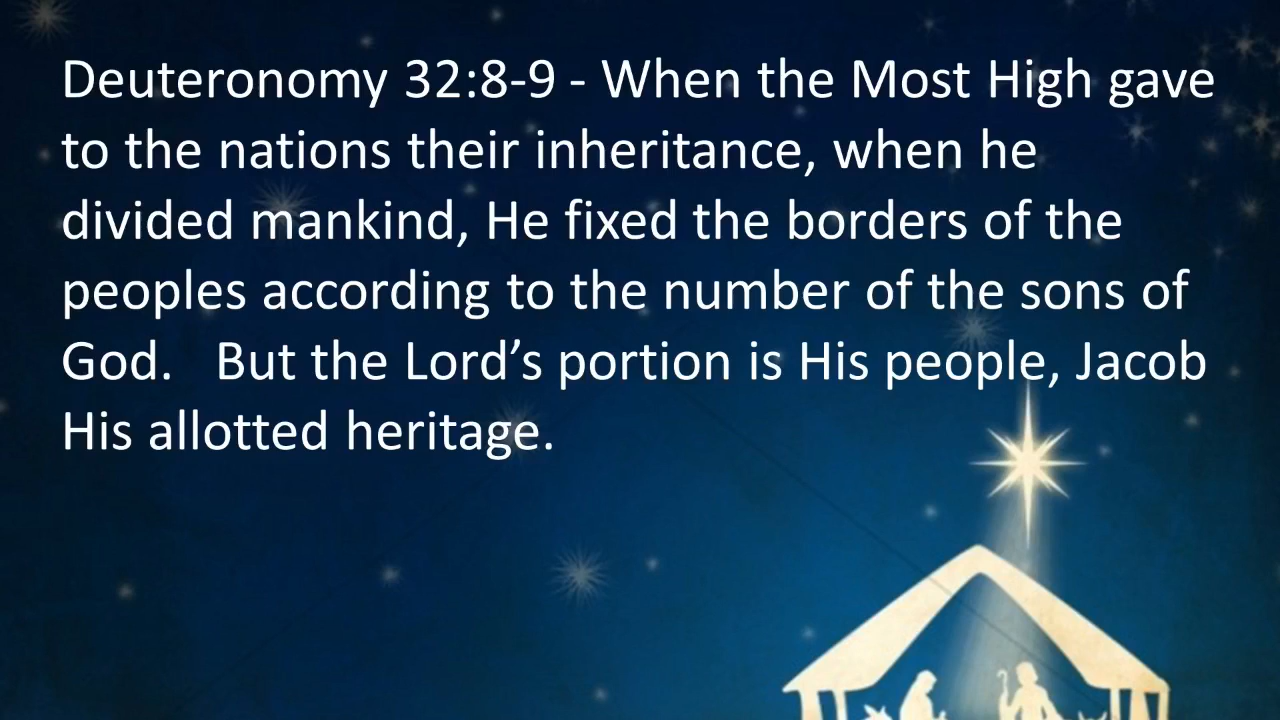 Deuteronomy 32:8-9 - When the Most High gave
to the nations their inheritance, when he
divided mankind, He fixed the borders of the
peoples according to the number of the sons of
God.   But the Lord’s portion is His people, Jacob
His allotted heritage.